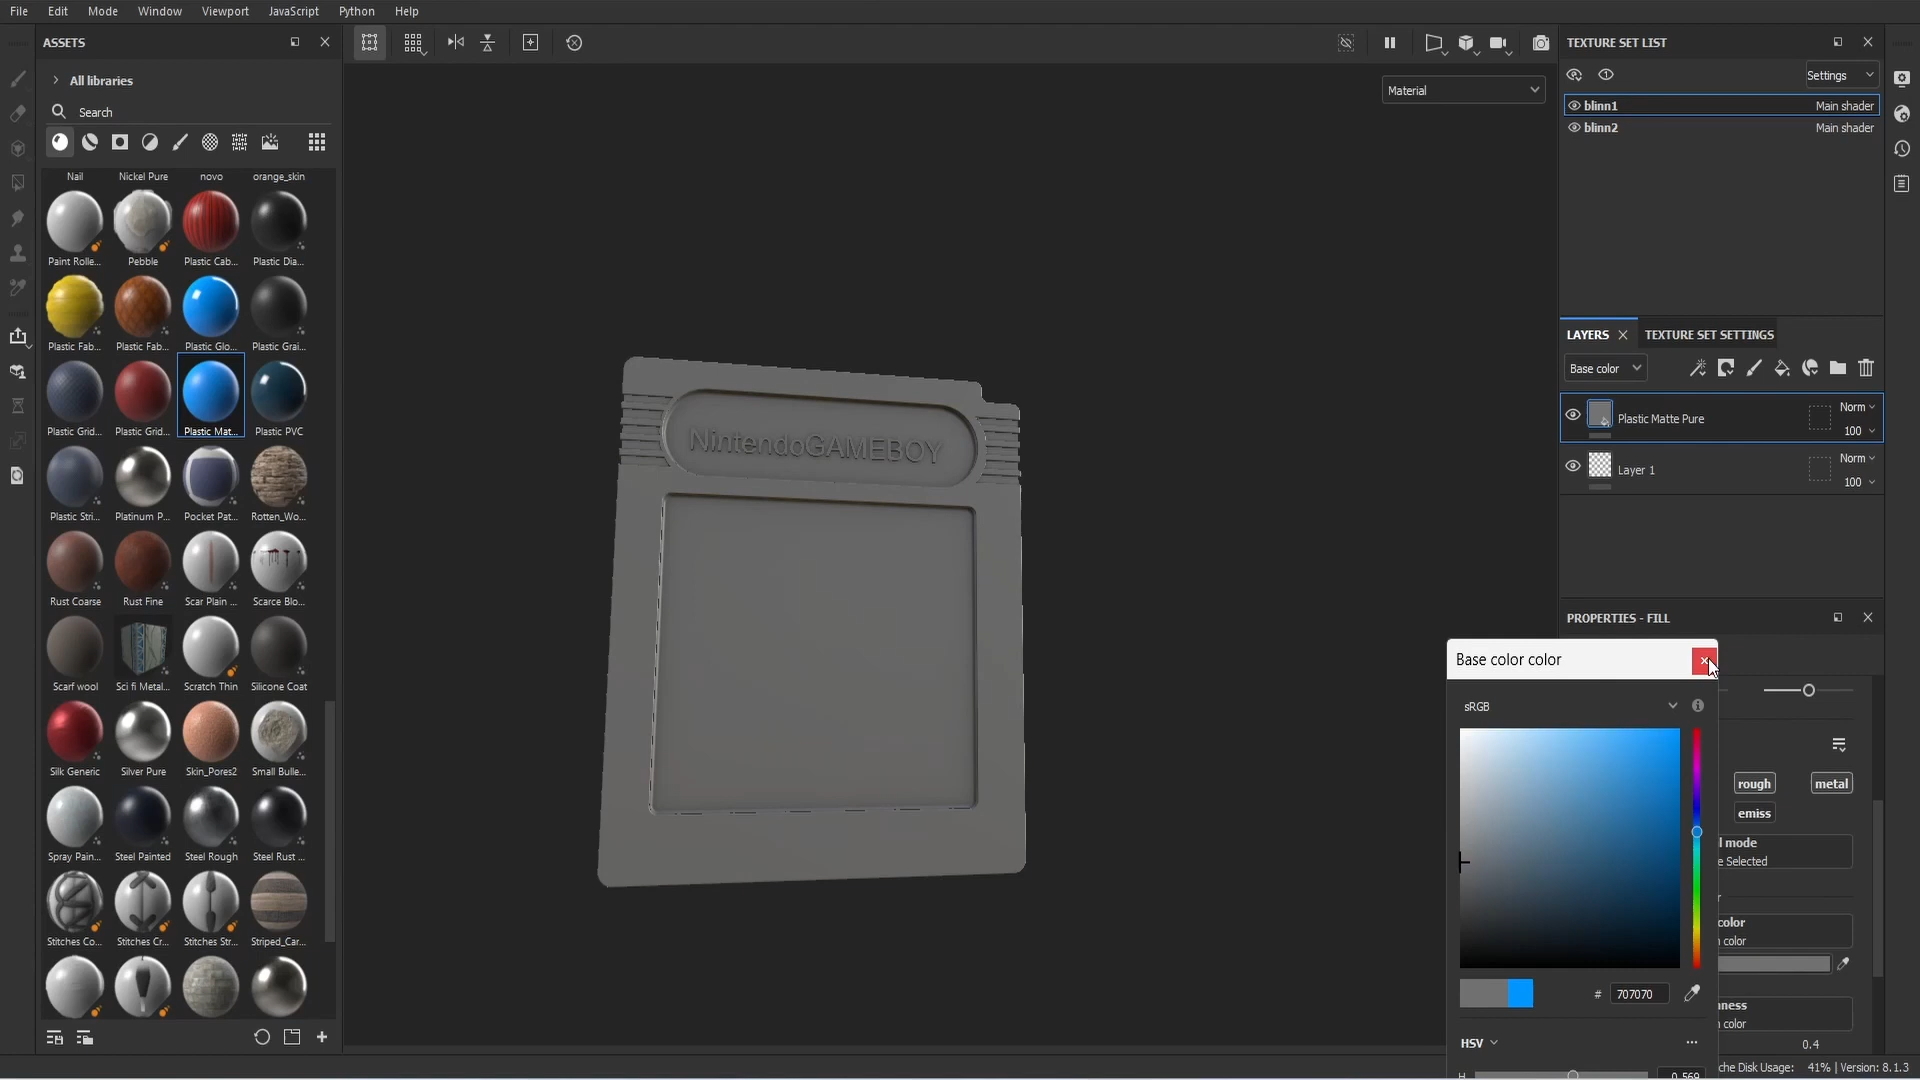 File Edit Mode Window Viewport JavaScript Python Help
ASSETS
All libraries
Search
Nail Nickel Pure novo orange_skin
Paint Rolle... Pebble Plastic Cab... Plastic Dia...
Plastic Fab... Plastic Fab... Plastic Glo... Plastic Grai...
Plastic Grid... Plastic Grid... Plastic Mat... Plastic PVC
Plastic Stri... Platinum P... Pocket Pat... Rotten_Wo...
Rust Coarse Rust Fine Scar Plain ... Scarce Blo...
Scarf wool Sci fi Metal... Scratch Thin Silicone Coat
Silk Generic Silver Pure Skin_Pores2 Small Bulle...
Spray Pain... Steel Painted Steel Rough Steel Rust ...
Stitches Co... Stitches Cr... Stitches Str... Striped_Car...
Material
NintendoGAMEBOY
TEXTURE SET LIST
Settings
blinn1 Main shader
blinn2 Main shader
LAYERS TEXTURE SET SETTINGS
Base color
Plastic Matte Pure Norm 100
Layer 1 Norm 100
PROPERTIES - FILL
Base color color
sRGB
# 707070
HSV
H 0.569
rough metal
emiss
l mode
e Selected
r
color
n color
nness
n color
0.4
che Disk Usage: 41% | Version: 8.1.3